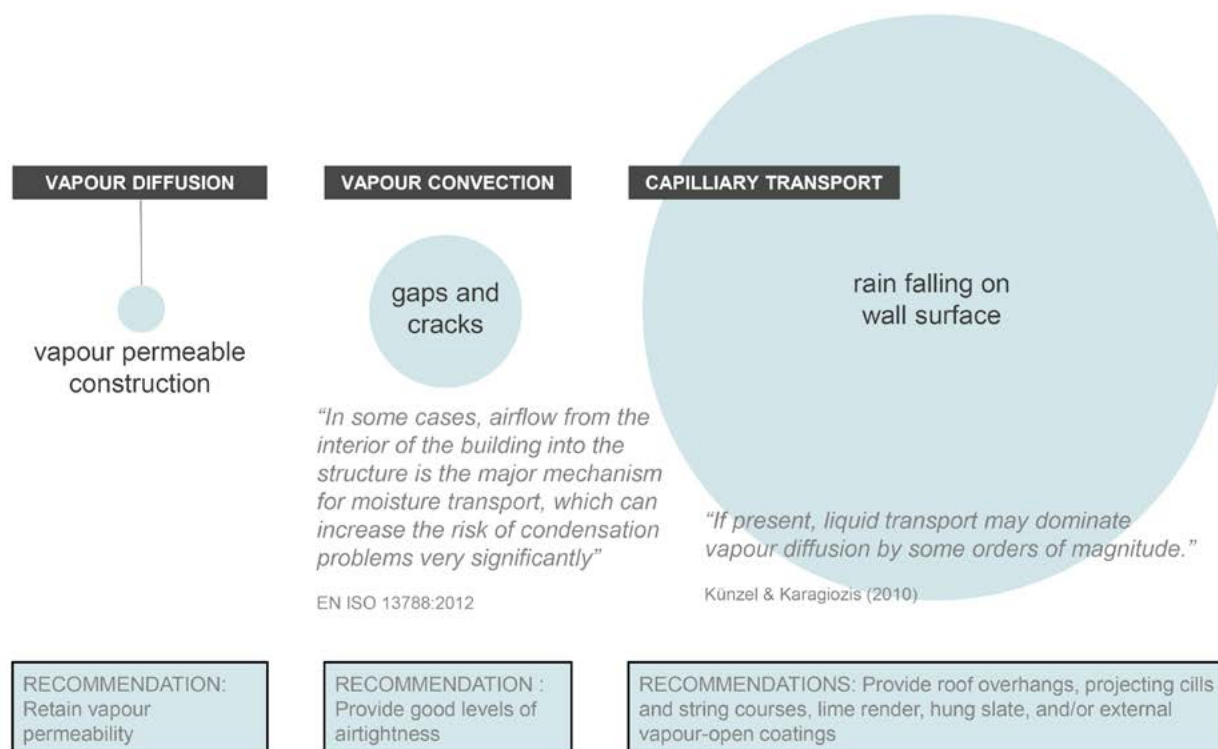 VAPOUR DIFFUSION
vapour permeable
construction
VAPOUR CONVECTION
gaps and
cracks
“In some cases, airflow from the
interior of the building into the
structure is the major mechanism
for moisture transport, which can
increase the risk of condensation
problems very significantly”
EN ISO 13788:2012
CAPILLIARY TRANSPORT
rain falling on
wall surface
“If present, liquid transport may dominate
vapour diffusion by some orders of magnitude.”
Künzel & Karagiozis (2010)
RECOMMENDATION:
Retain vapour
permeability
RECOMMENDATION :
Provide good levels of
airtightness
RECOMMENDATIONS: Provide roof overhangs, projecting cills
and string courses, lime render, hung slate, and/or external
vapour-open coatings